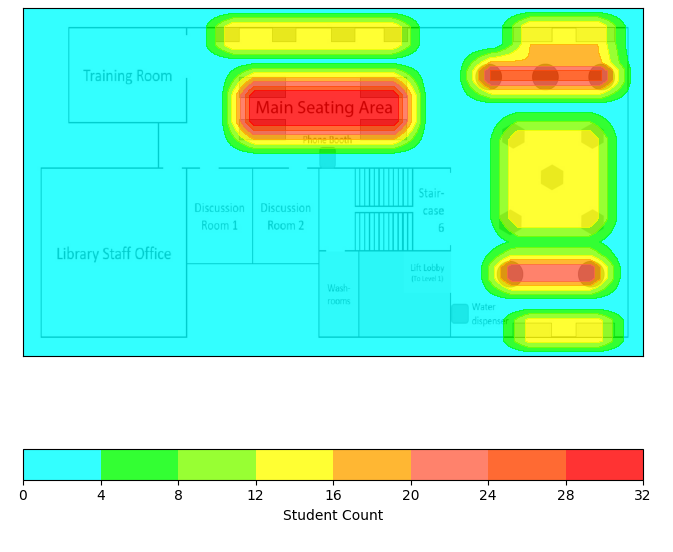 Training Room
Main Seating Area
Phone Booth
Stair-
case
6
Discussion
Room 1
Discussion
Room 2
Library Staff Office
Lift Lobby
(To Level 1)
Wash-
rooms
Water
dispenser
0 4 8 12 16 20 24 28 32
Student Count